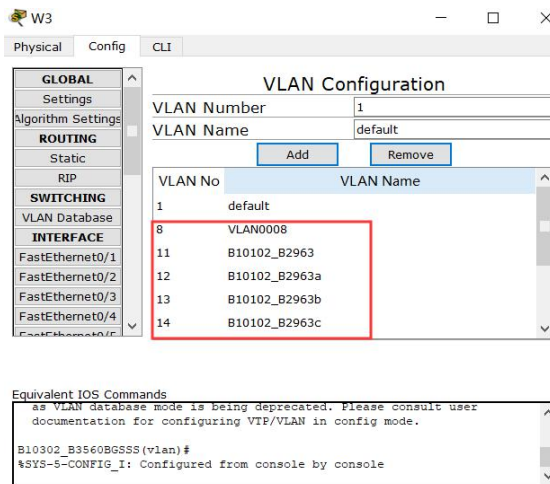 W3
Physical Config CLI
GLOBAL
Settings
Algorithm Settings
ROUTING
Static
RIP
SWITCHING
VLAN Database
INTERFACE
FastEthernet0/1
FastEthernet0/2
FastEthernet0/3
FastEthernet0/4
FastEthernet0/5
VLAN Configuration
VLAN Number 1
VLAN Name default
Add Remove
VLAN No VLAN Name
1 default
8 VLAN0008
11 B10102_B2963
12 B10102_B2963a
13 B10102_B2963b
14 B10102_B2963c
Equivalent IOS Commands
as VLAN database mode is being deprecated. Please consult user
documentation for configuring VTP/VLAN in config mode.
B10302_B3560BGSSS(vlan)#
%SYS-5-CONFIG_I: Configured from console by console